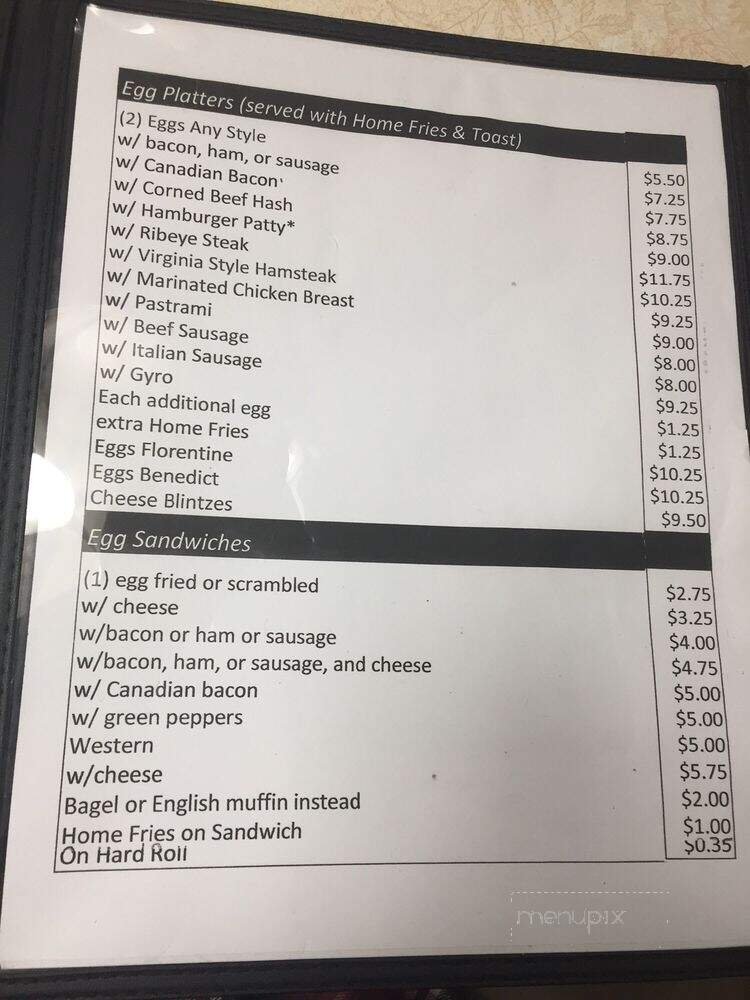 Egg Platters (served with Home Fries & Toast)
(2) Eggs Any Style $5.50
w/ bacon, ham, or sausage $7.25
w/ Canadian Bacon $7.75
w/ Corned Beef Hash $8.75
w/ Hamburger Patty* $9.00
w/ Ribeye Steak $11.75
w/ Virginia Style Hamsteak $10.25
w/ Marinated Chicken Breast $9.25
w/ Pastrami $9.00
w/ Beef Sausage $8.00
w/ Italian Sausage $8.00
w/ Gyro $9.25
Each additional egg $1.25
extra Home Fries $1.25
Eggs Florentine $10.25
Eggs Benedict $10.25
Cheese Blintzes $9.50
Egg Sandwiches
(1) egg fried or scrambled $2.75
w/ cheese $3.25
w/bacon or ham or sausage $4.00
w/bacon, ham, or sausage, and cheese $4.75
w/ Canadian bacon $5.00
w/ green peppers $5.00
Western $5.00
w/cheese $5.75
Bagel or English muffin instead $2.00
Home Fries on Sandwich $1.00
On Hard Roll $0.35
menupix